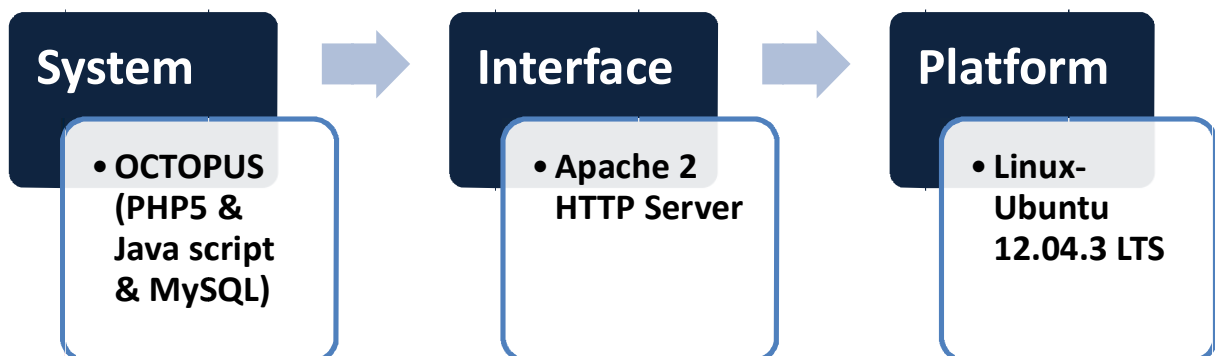 System
Interface
Platform
• OCTOPUS
(PHP5 &
Java script
& MySQL)
• Apache 2
HTTP Server
• Linux-
Ubuntu
12.04.3 LTS